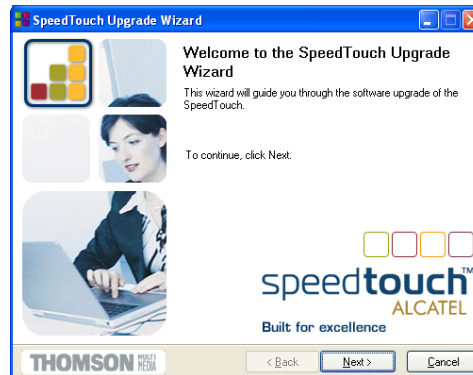 SpeedTouch Upgrade Wizard
Welcome to the SpeedTouch Upgrade
Wizard
This wizard will guide you through the software upgrade of the
SpeedTouch.
To continue, click Next.
speedtouch™
ALCATEL
Built for excellence
THOMSON MULTI MEDIA
< Back
Next >
Cancel